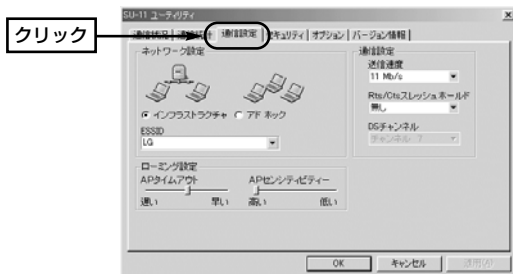 SU-11 ユーティリティ
クリック
通信状況 通信統計 通信設定 セキュリティ オプション バージョン情報
ネットワーク設定
インフラストラクチャ アド ホック
ESSID
LG
ローミング設定
APタイムアウト APセンシティビティー
遅い 早い 高い 低い
通信設定
送信速度
11 Mb/s
Rts/Ctsスレッショホールド
無し
DSチャンネル
チャンネル 7
OK キャンセル 適用(A)